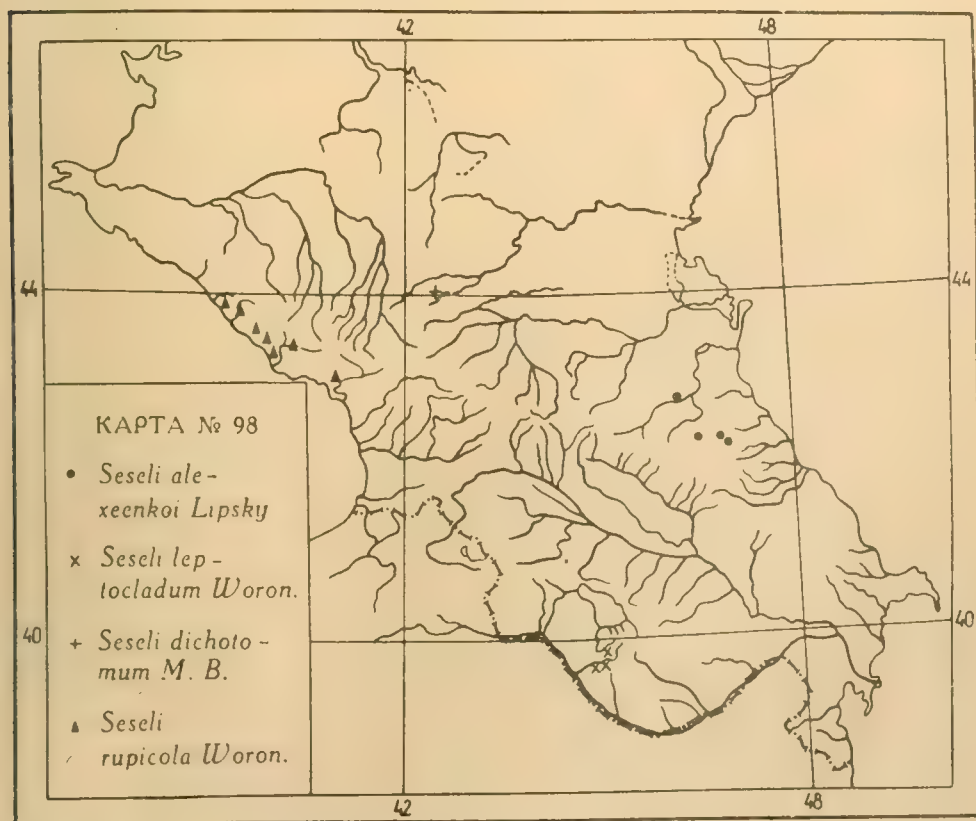 42 48
44 44
КАРТА № 98
Seseli ale-
xeenkoi Lipsky
Seseli lep-
tocladum Woron.
Seseli dichoto-
mum M. B.
Seseli
rupicola Woron.
40 40
42 48